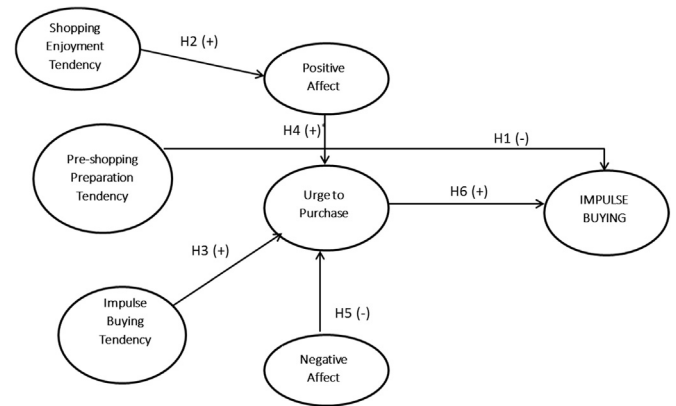 Shopping
Enjoyment
Tendency
H2 (+)
Positive
Affect
H4 (+)
H1 (-)
Pre-shopping
Preparation
Tendency
Urge to
Purchase
H6 (+)
IMPULSE
BUYING
H3 (+)
Impulse
Buying
Tendency
H5 (-)
Negative
Affect